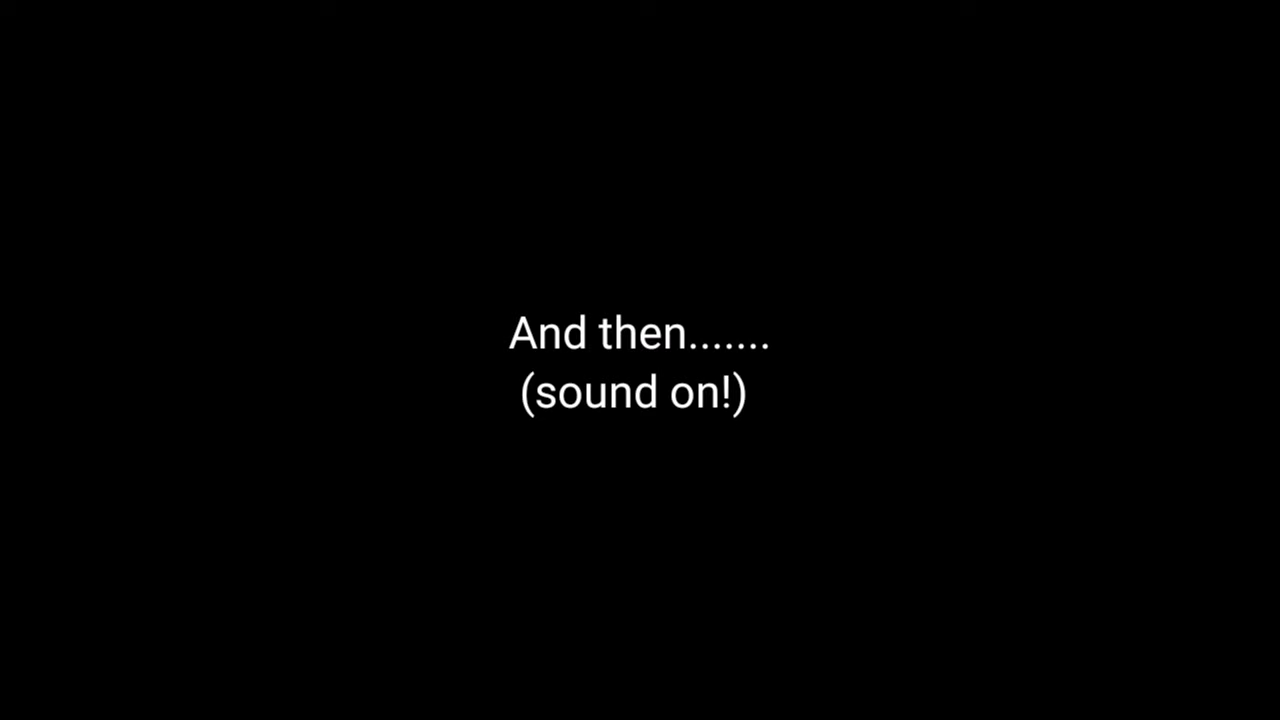 And then.......
(sound on!)